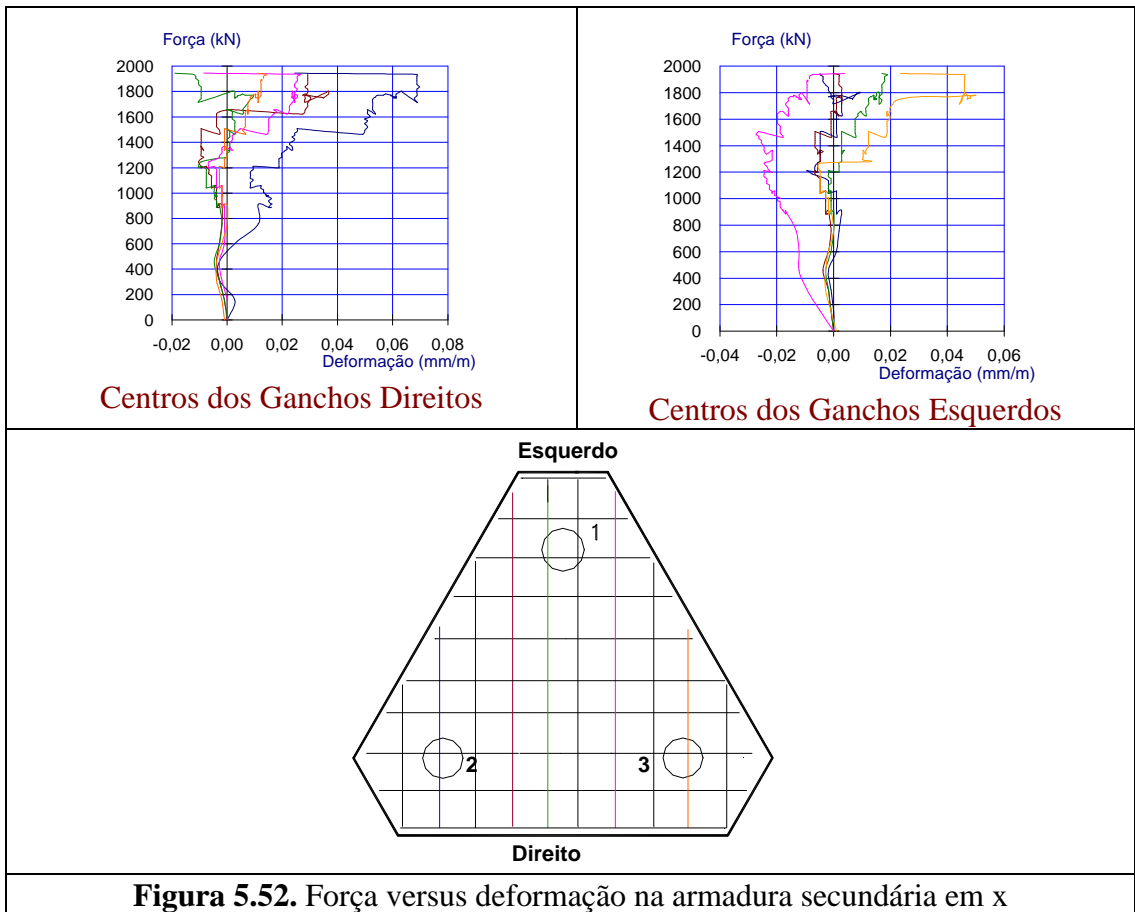 Força (kN)
2000
1800
1600
1400
1200
1000
800
600
400
200
0
-0,02 0,00 0,02 0,04 0,06 0,08
Deformação (mm/m)
Centros dos Ganchos Direitos
Força (kN)
2000
1800
1600
1400
1200
1000
800
600
400
200
0
-0,04 -0,02 0,00 0,02 0,04 0,06
Deformação (mm/m)
Centros dos Ganchos Esquerdos
Esquerdo
1
2 3
Direito
Figura 5.52. Força versus deformação na armadura secundária em x